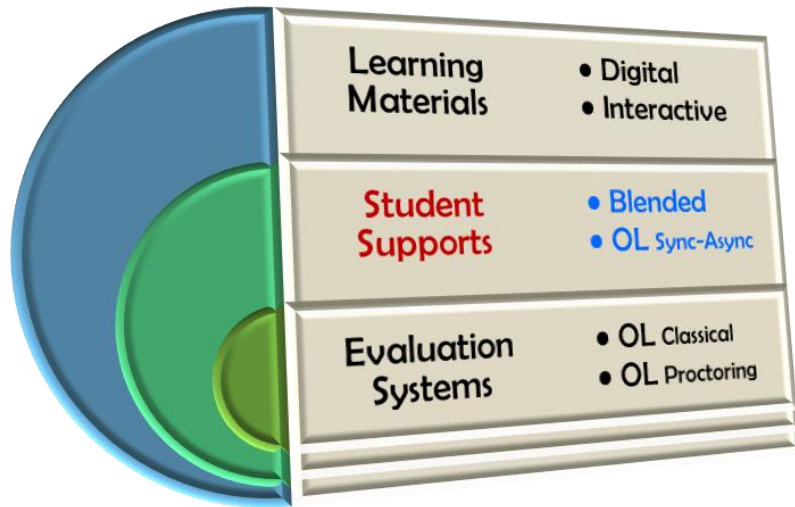 Learning
Materials
• Digital
• Interactive
Student
Supports
• Blended
• OL Sync-Async
Evaluation
Systems
• OL Classical
• OL Proctoring